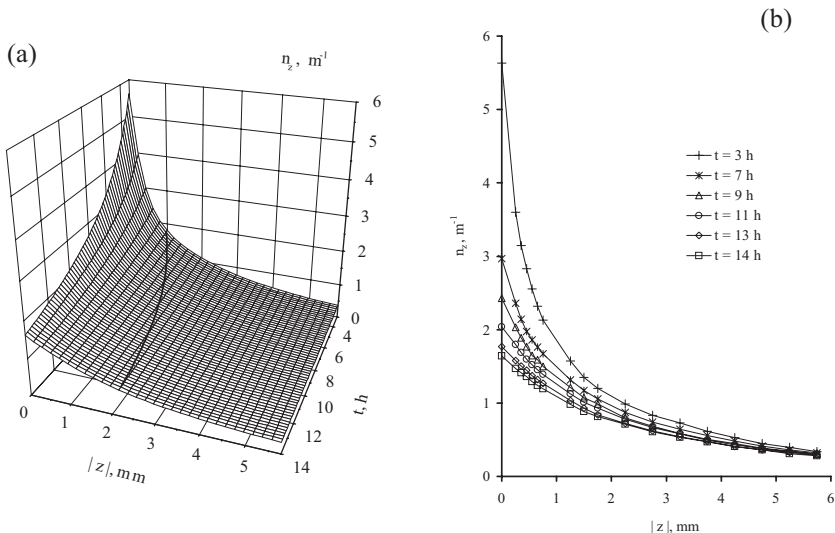 (a)
n_z, m⁻¹
6
5
4
3
2
1
0
0
1
2
3
4
5
|z|, mm
4
6
8
10
12
14
t, h
(b)
6
5
4
3
2
1
0
n_z, m⁻¹
t = 3 h
t = 7 h
t = 9 h
t = 11 h
t = 13 h
t = 14 h
0 1 2 3 4 5 6
|z|, mm